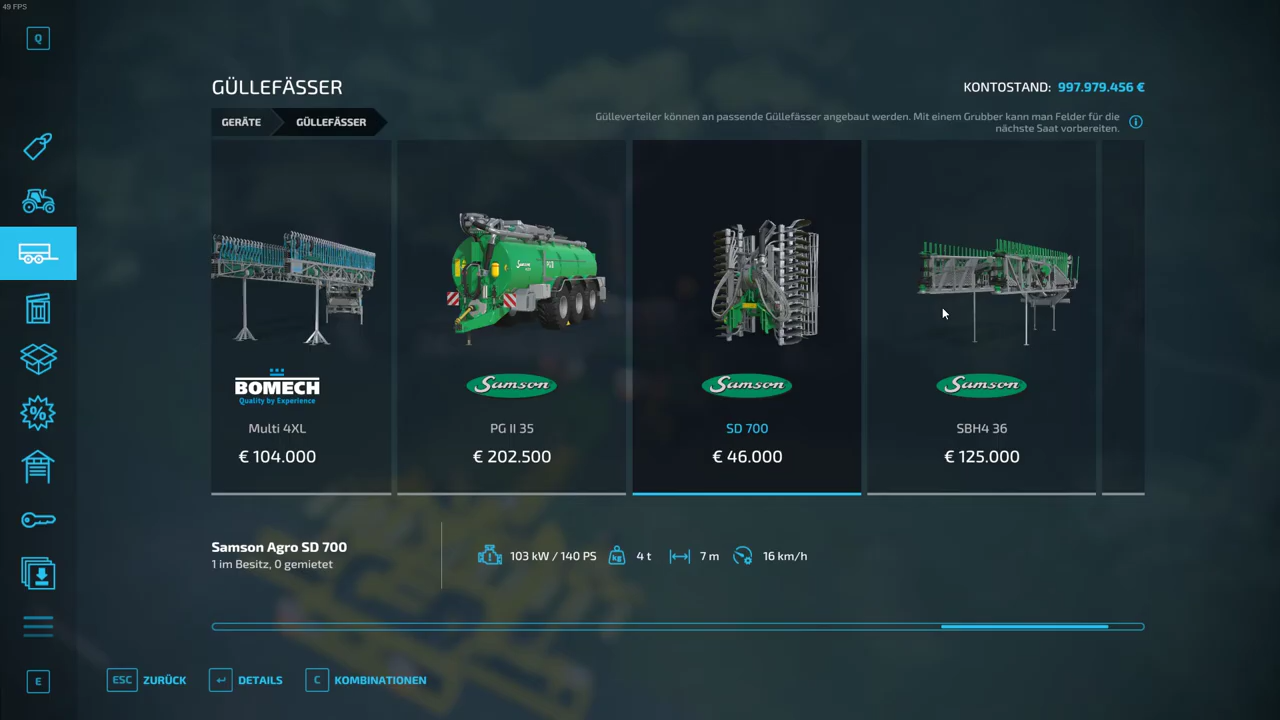 49 FPS
Q
GÜLLEFÄSSER
KONTOSTAND: 997.979.456 €
GERÄTE
GÜLLEFÄSSER
Gülleverteiler können an passende Güllefässer angebaut werden. Mit einem Grubber kann man Felder für die
nächste Saat vorbereiten.
BOMECH
Quality by Experience
Multi 4XL
€ 104.000
Samson
PG II 35
€ 202.500
Samson
SD 700
€ 46.000
Samson
SBH4 36
€ 125.000
Samson Agro SD 700
1 im Besitz, 0 gemietet
103 kW / 140 PS
kg
4 t
7 m
16 km/h
E
ESC ZURÜCK
DETAILS
C KOMBINATIONEN